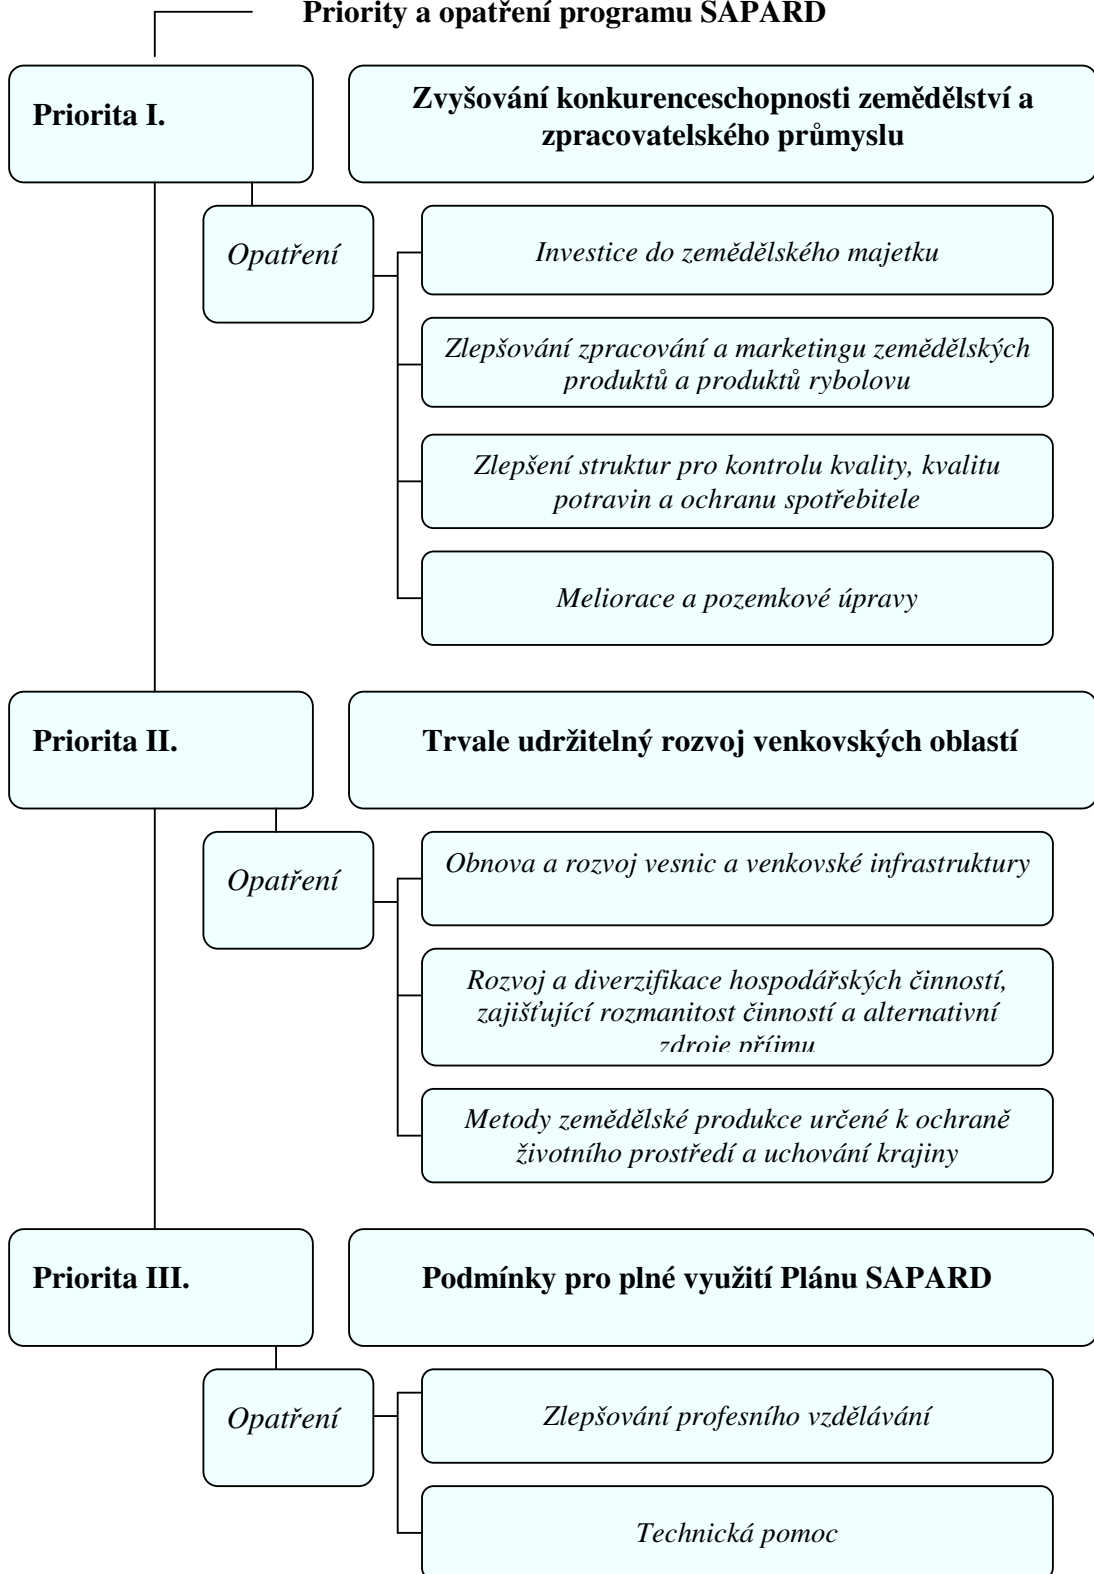 Priority a opatření programu SAPARD
Priorita I.
Zvyšování konkurenceschopnosti zemědělství a
zpracovatelského průmyslu
Opatření
Investice do zemědělského majetku
Zlepšování zpracování a marketingu zemědělských
produktů a produktů rybolovu
Zlepšení struktur pro kontrolu kvality, kvalitu
potravin a ochranu spotřebitele
Meliorace a pozemkové úpravy
Priorita II.
Trvale udržitelný rozvoj venkovských oblastí
Opatření
Obnova a rozvoj vesnic a venkovské infrastruktury
Rozvoj a diverzifikace hospodářských činností,
zajišťující rozmanitost činností a alternativní
zdroje příjmu
Metody zemědělské produkce určené k ochraně
životního prostředí a uchování krajiny
Priorita III.
Podmínky pro plné využití Plánu SAPARD
Opatření
Zlepšování profesního vzdělávání
Technická pomoc